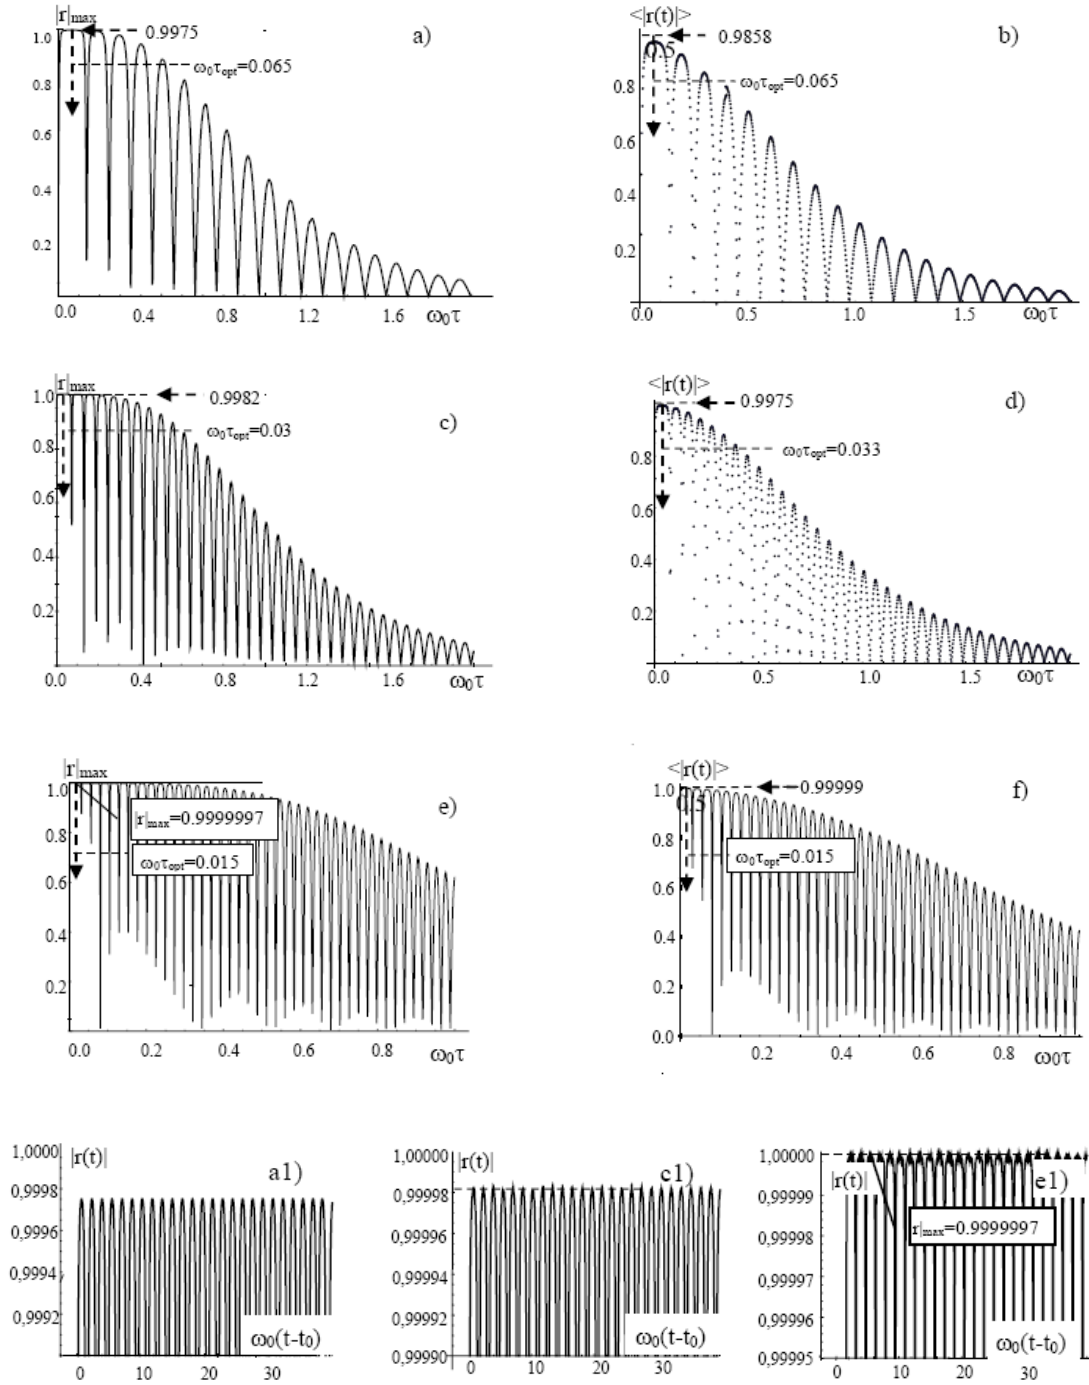 |r|max
1.0
0.9975
a)
0.8
ω₀τopt=0.065
0.6
0.4
0.2
0.0 0.4 0.8 1.2 1.6 ω₀τ
<|r(t)|>
0.9858
b)
0.5
0.8
ω₀τopt=0.065
0.6
0.4
0.2
0.0 0.5 1.0 1.5 ω₀τ
|r|max
1.0
0.9982
c)
0.8
ω₀τopt=0.03
0.6
0.4
0.2
0.0 0.4 0.8 1.2 1.6 ω₀τ
<|r(t)|>
0.9975
d)
0.8
ω₀τopt=0.033
0.6
0.4
0.2
0.0 0.5 1.0 1.5 ω₀τ
|r|max
1.0
e)
|r|max=0.9999997
0.8
ω₀τopt=0.015
0.6
0.4
0.2
0.0 0.2 0.4 0.6 0.8 ω₀τ
<|r(t)|>
1.0
0.99999
f)
0.5
0.8
ω₀τopt=0.015
0.6
0.4
0.2
0.0
0.2 0.4 0.6 0.8 ω₀τ
1,0000
|r(t)|
a1)
0,9998
0,9996
0,9994
0,9992
ω₀(t-t₀)
0 10 20 30
1,00000
|r(t)|
c1)
0,99998
0,99996
0,99994
0,99992
ω₀(t-t₀)
0,99990
0 10 20 30
1,00000
|r(t)|
e1)
0,99999
r|max=0.9999997
0,99998
0,99997
0,99996
ω₀(t-t₀)
0,99995
10 20 30